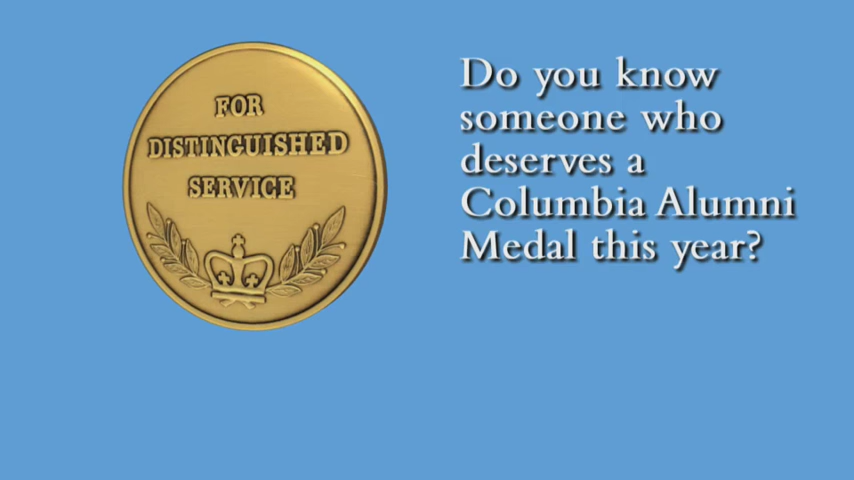 FOR
DISTINGUISHED
SERVICE
Do you know
someone who
deserves a
Columbia Alumni
Medal this year?